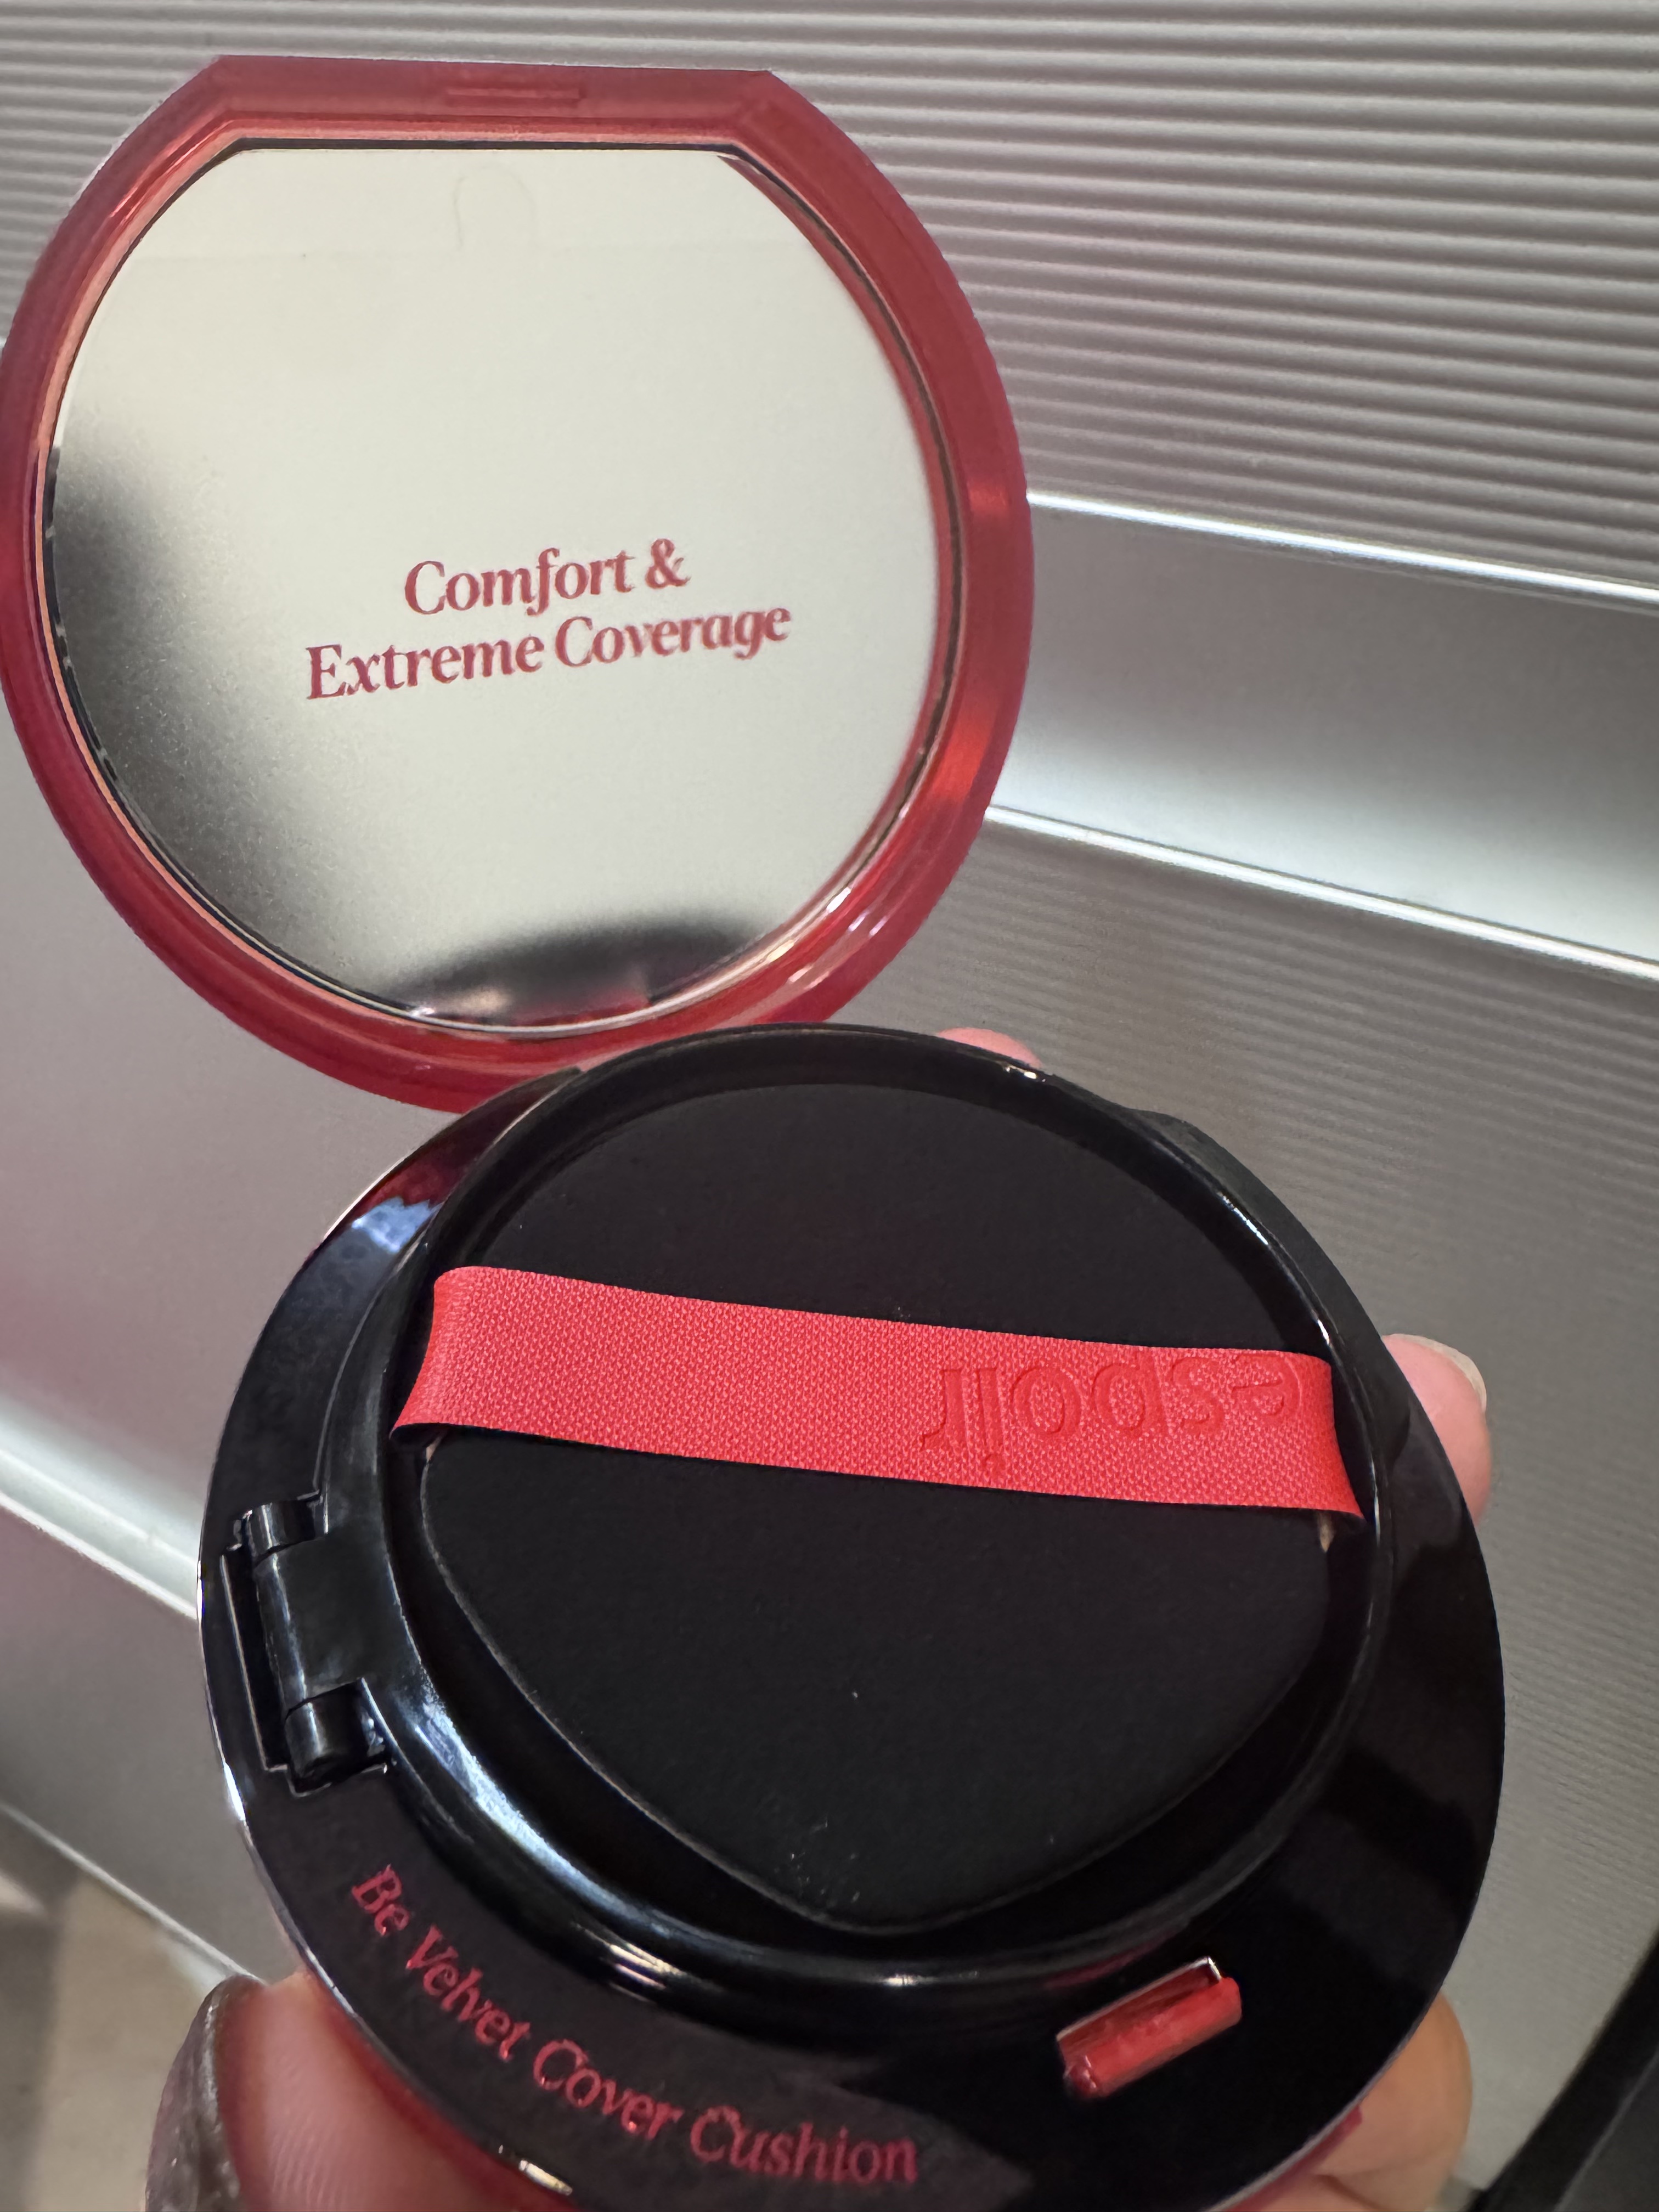 Comfort &
Extreme Coverage
espoir
Be Velvet Cover Cushion